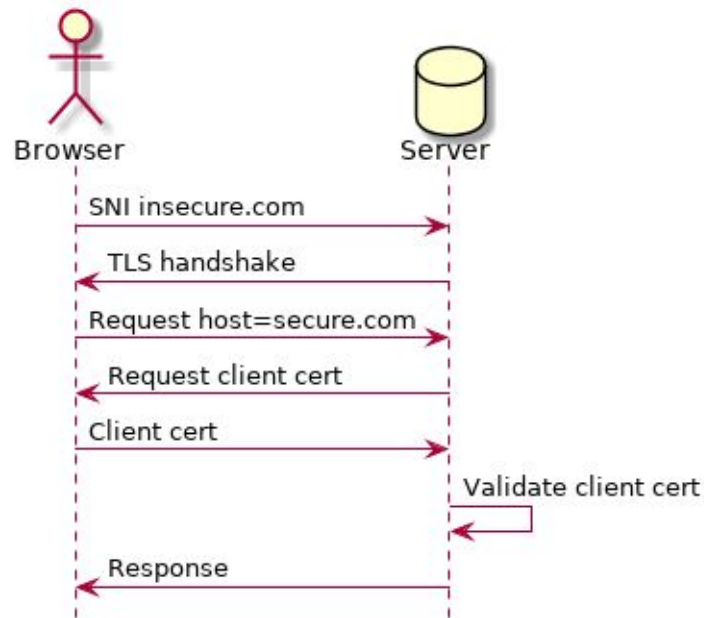 Browser
Server
SNI insecure.com
TLS handshake
Request host=secure.com
Request client cert
Client cert
Validate client cert
Response